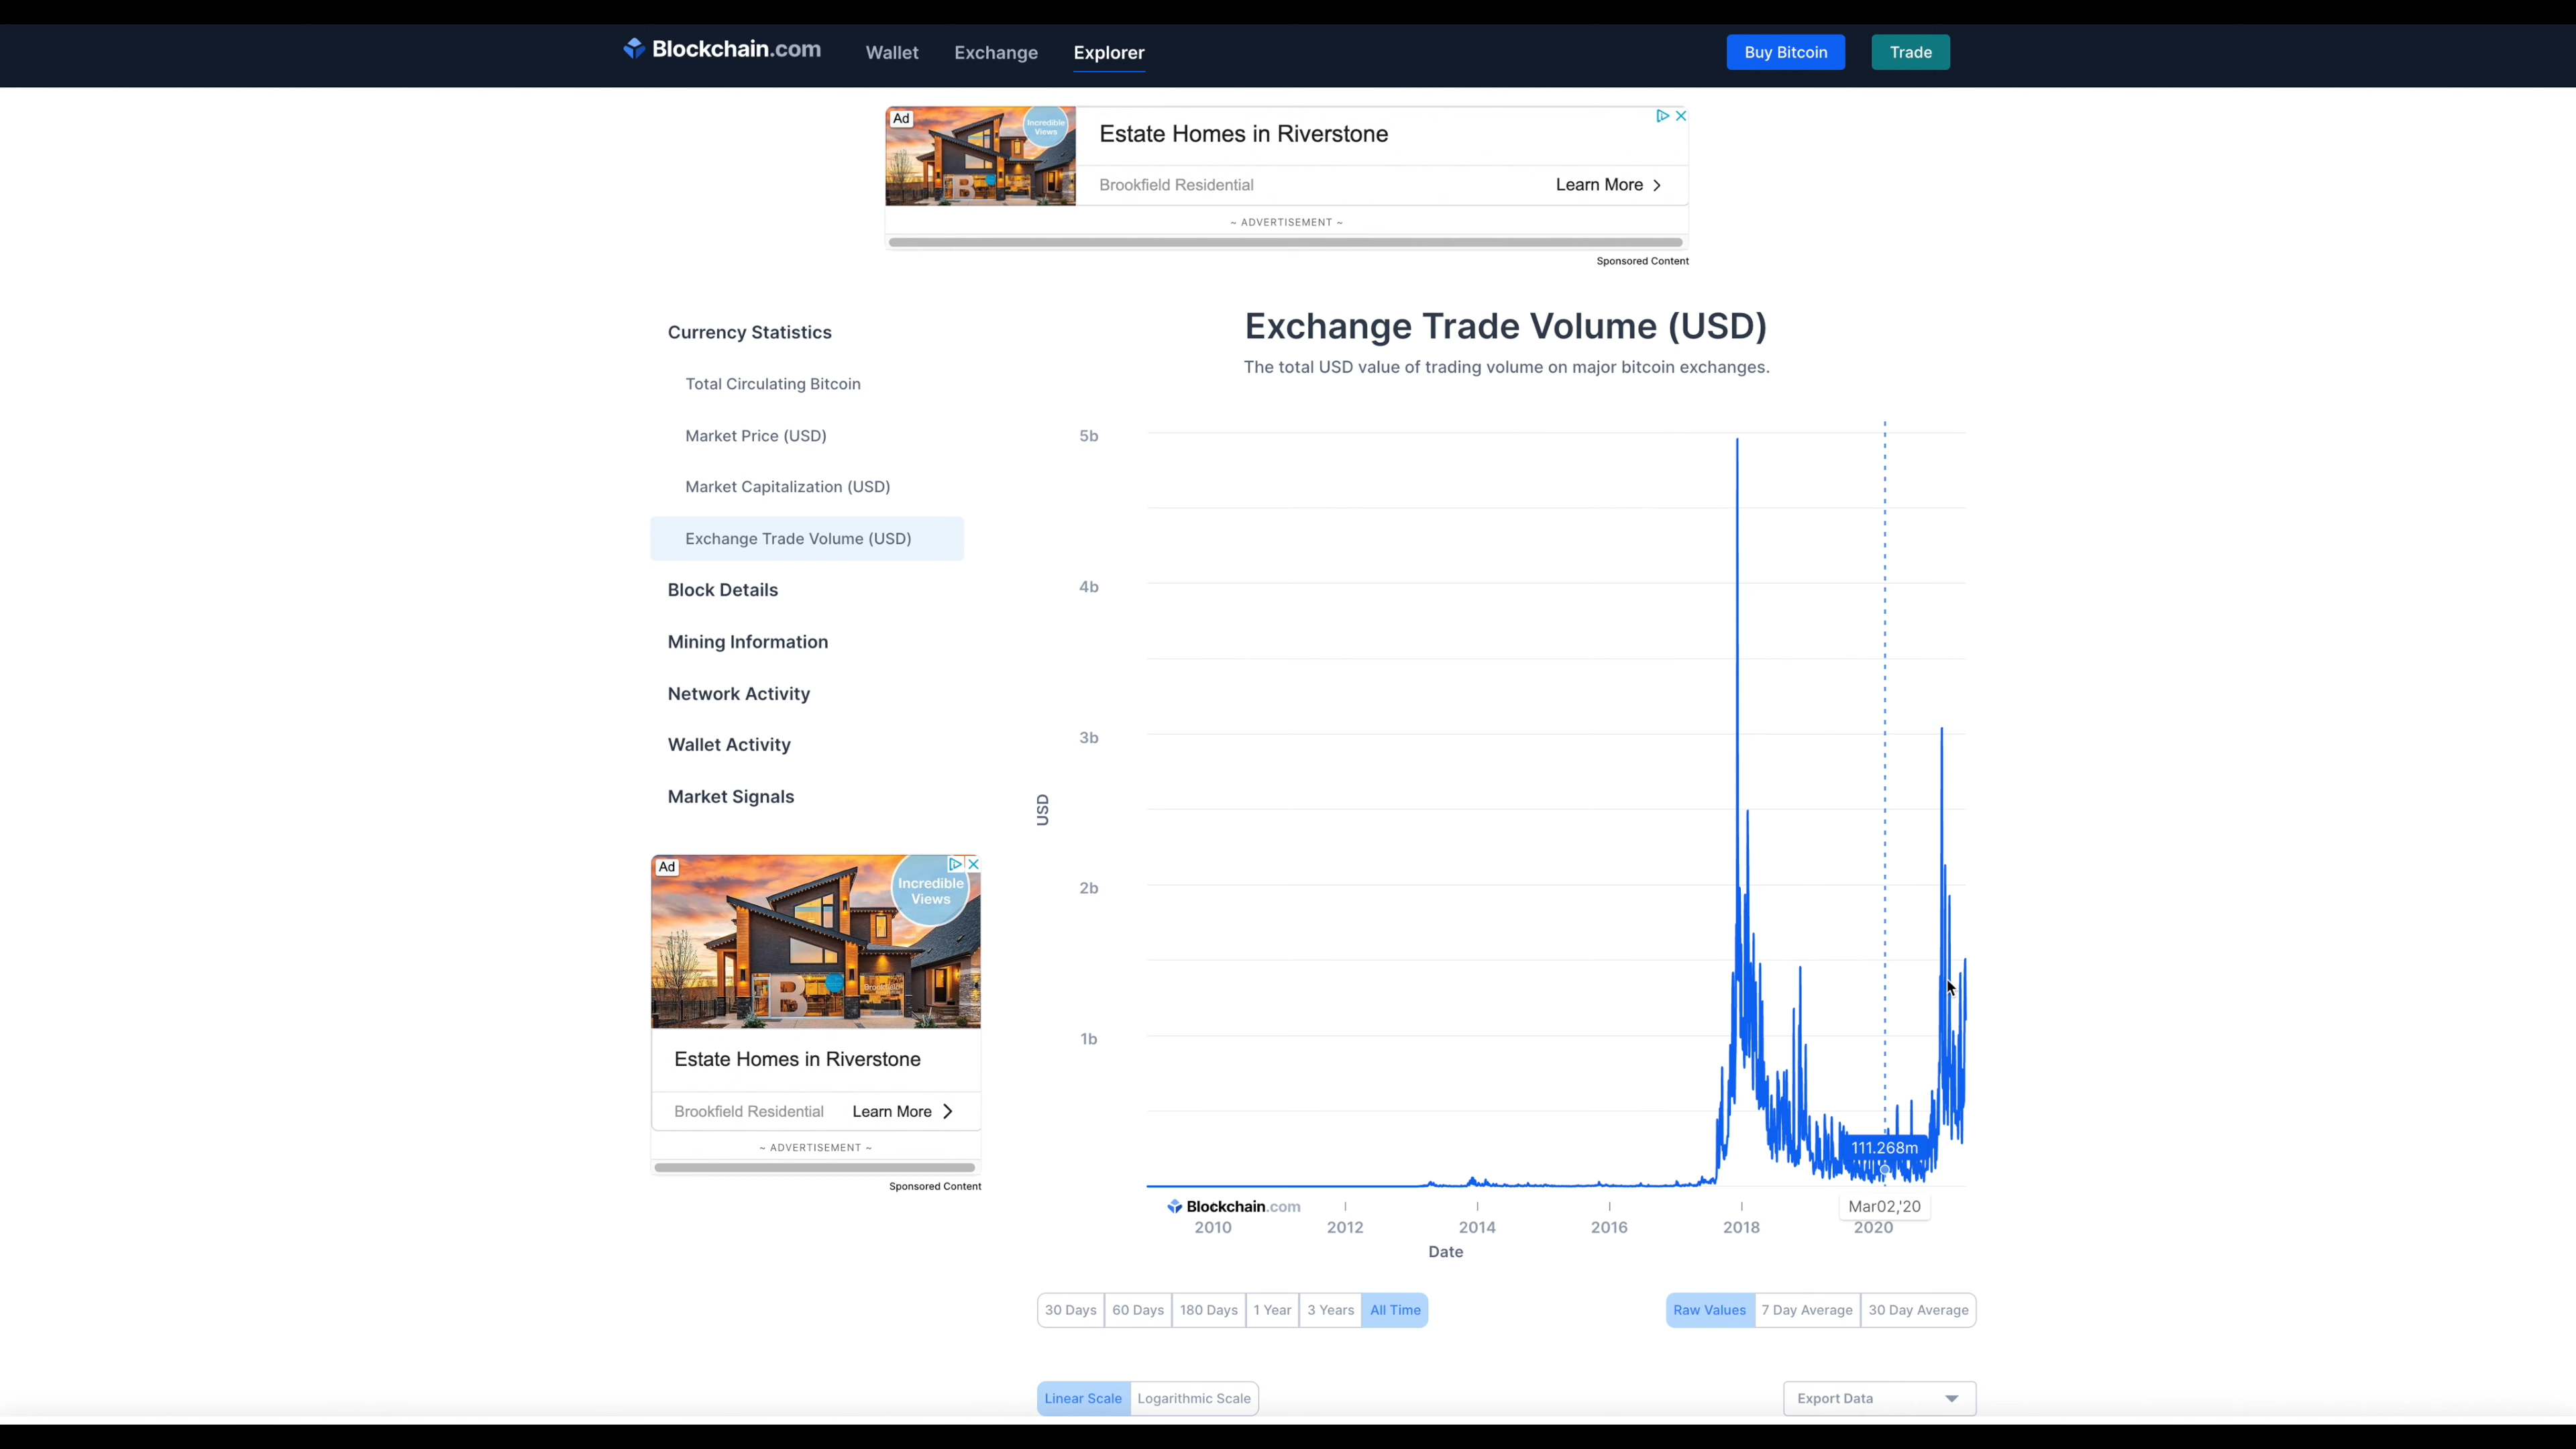 Blockchain.com Wallet Exchange Explorer Buy Bitcoin Trade
Ad
Incredible
Views
B
Estate Homes in Riverstone
Brookfield Residential Learn More
~ ADVERTISEMENT ~
Sponsored Content
Currency Statistics
Total Circulating Bitcoin
Market Price (USD)
Market Capitalization (USD)
Exchange Trade Volume (USD)
Block Details
Mining Information
Network Activity
Wallet Activity
Market Signals
Ad
Incredible
Views
B
Estate Homes in Riverstone
Brookfield Residential Learn More
~ ADVERTISEMENT ~
Sponsored Content
Exchange Trade Volume (USD)
The total USD value of trading volume on major bitcoin exchanges.
5b
4b
3b
USD
2b
1b
111.268m
Blockchain.com
Mar02,'20
2010 2012 2014 2016 2018 2020
Date
30 Days 60 Days 180 Days 1 Year 3 Years All Time
Raw Values 7 Day Average 30 Day Average
Linear Scale Logarithmic Scale
Export Data